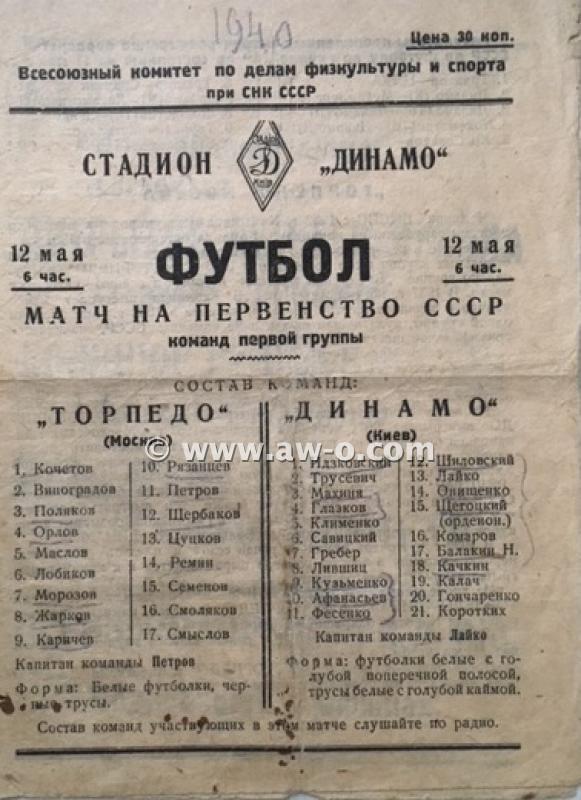 1940
Цена 30 коп.
Всесоюзный комитет по делам физкультуры и спорта
при СНК СССР
СТАДИОН „ДИНАМО“
СТАДИОН
Д
КИЕВ
12 мая
6 час.
ФУТБОЛ
12 мая
6 час.
МАТЧ НА ПЕРВЕНСТВО СССР
команд первой группы
СОСТАВ КОМАНД:
„ТОРПЕДО“
(Москва)
1. Кочетов
2. Виноградов
3. Поляков
4. Орлов
5. Маслов
6. Лобиков
7. Морозов
8. Жарков
9. Каричев
10. Рязанцев
11. Петров
12. Щербаков
13. Цуцков
14. Ремин
15. Семенов
16. Смоляков
17. Смыслов
Капитан команды Петров
Форма: Белые футболки, чер-
ные трусы.
„ДИНАМО“
(Киев)
1. Идзковский
2. Трусевич
3. Махиня
4. Глазков
5. Клименко
6. Савицкий
7. Гребер
8. Лившиц
9. Кузьменко
10. Афанасьев
11. Фесенко
12. Шиловский
13. Лайко
14. Онищенко
15. Щегоцкий
(орденон.)
16. Комаров
17. Балакин Н.
18. Качкин
19. Калач
20. Гончаренко
21. Коротких
Капитан команды Лайко
Форма: футболки белые с го-
лубой поперечной полосой,
трусы белые с голубой каймой.
Состав команд участвующих в этом матче слушайте по радио.
© www.aw-o.com